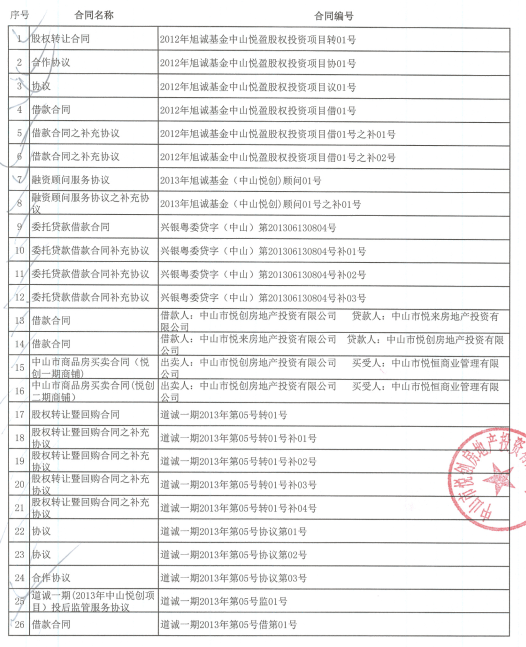 序号 合同名称 合同编号
1 股权转让合同 2012年旭诚基金中山悦盈股权投资项目转01号
2 合作协议 2012年旭诚基金中山悦盈股权投资项目协01号
3 协议 2012年旭诚基金中山悦盈股权投资项目议01号
4 借款合同 2012年旭诚基金中山悦盈股权投资项目借01号
5 借款合同之补充协议 2012年旭诚基金中山悦盈股权投资项目借01号之补01号
6 借款合同之补充协议 2012年旭诚基金中山悦盈股权投资项目借01号之补02号
7 融资顾问服务协议 2013年旭诚基金（中山悦创)顾问01号
8 融资顾问服务协议之补充协
议 2013年旭诚基金（中山悦创)顾问01号之补01号
9 委托贷款借款合同 兴银粤委贷字（中山）第201306130804号
10 委托贷款借款合同补充协议 兴银粤委贷字（中山）第201306130804号补01号
11 委托贷款借款合同补充协议 兴银粤委贷字（中山）第201306130804号补02号
12 委托贷款借款合同补充协议 兴银粤委贷字（中山）第201306130804号补03号
13 借款合同 借款人：中山市悦创房地产投资有限公司 贷款人：中山市悦来房地产投资有
限公司
14 借款合同 借款人：中山市悦来房地产投资有限公司 贷款人：中山市悦创房地产投资有限
公司
15 中山市商品房买卖合同（悦
创一期商铺) 出卖人：中山市悦创房地产投资有限公司 买受人：中山市悦恒商业管理有限
公司
16 中山市商品房买卖合同(悦创
二期商铺） 出卖人：中山市悦创房地产投资有限公司 买受人：中山市悦恒商业管理有限
公司
17 股权转让暨回购合同 道诚一期2013年第05号转01号
18 股权转让暨回购合同之补充
协议 道诚一期2013年第05号转01号补01号
19 股权转让暨回购合同之补充
协议 道诚一期2013年第05号转01号补02号
20 股权转让暨回购合同之补充
协议 道诚一期2013年第05号转01号补03号
21 股权转让暨回购合同之补充
协议 道诚一期2013年第05号转01号补04号
22 协议 道诚一期2013年第05号协议第01号
23 协议 道诚一期2013年第05号协议第02号
24 合作协议 道诚一期2013年第05号协议第03号
25 道诚一期(2013年中山悦创项
目）投后监管服务协议 道诚一期2013年第05号监01号
26 借款合同 道诚一期2013年第05号借第01号
中山市悦创房地产投资有